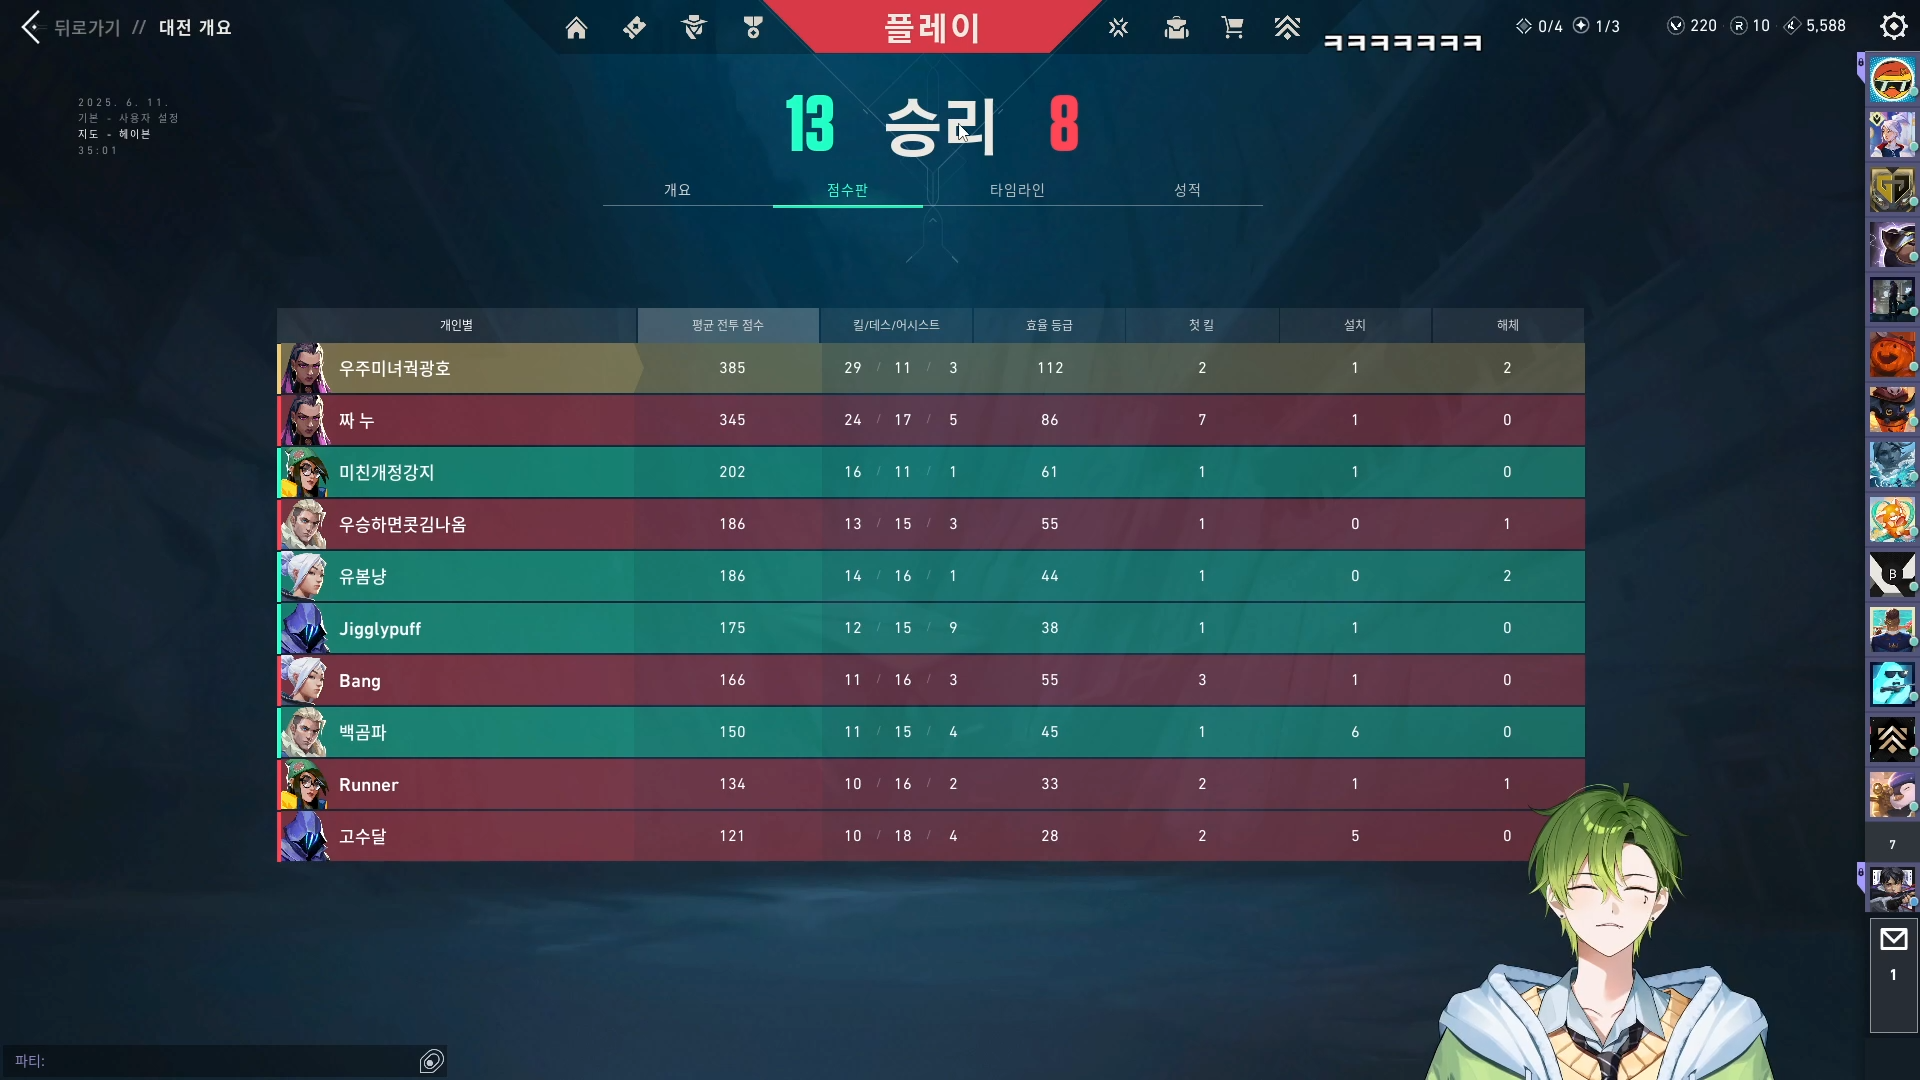 뒤로가기 // 대전 개요
플레이
ㅋㅋㅋㅋㅋㅋㅋ
0/4 1/3 220 10 5,588
2025. 6. 11.
기본 - 사용자 설정
지도 - 헤이븐
35:01
13 승리 8
개요 점수판 타임라인 성적
개인별 평균 전투 점수 킬/데스/어시스트 효율 등급 첫 킬 설치 해체
우주미녀궉광호 385 29 / 11 / 3 112 2 1 2
짜 누 345 24 / 17 / 5 86 7 1 0
미친개정강지 202 16 / 11 / 1 61 1 1 0
우승하면콧김나옴 186 13 / 15 / 3 55 1 0 1
유봄냥 186 14 / 16 / 1 44 1 0 2
Jigglypuff 175 12 / 15 / 9 38 1 1 0
Bang 166 11 / 16 / 3 55 3 1 0
백곰파 150 11 / 15 / 4 45 1 6 0
Runner 134 10 / 16 / 2 33 2 1 1
고수달 121 10 / 18 / 4 28 2 5 0
7
1
파티: